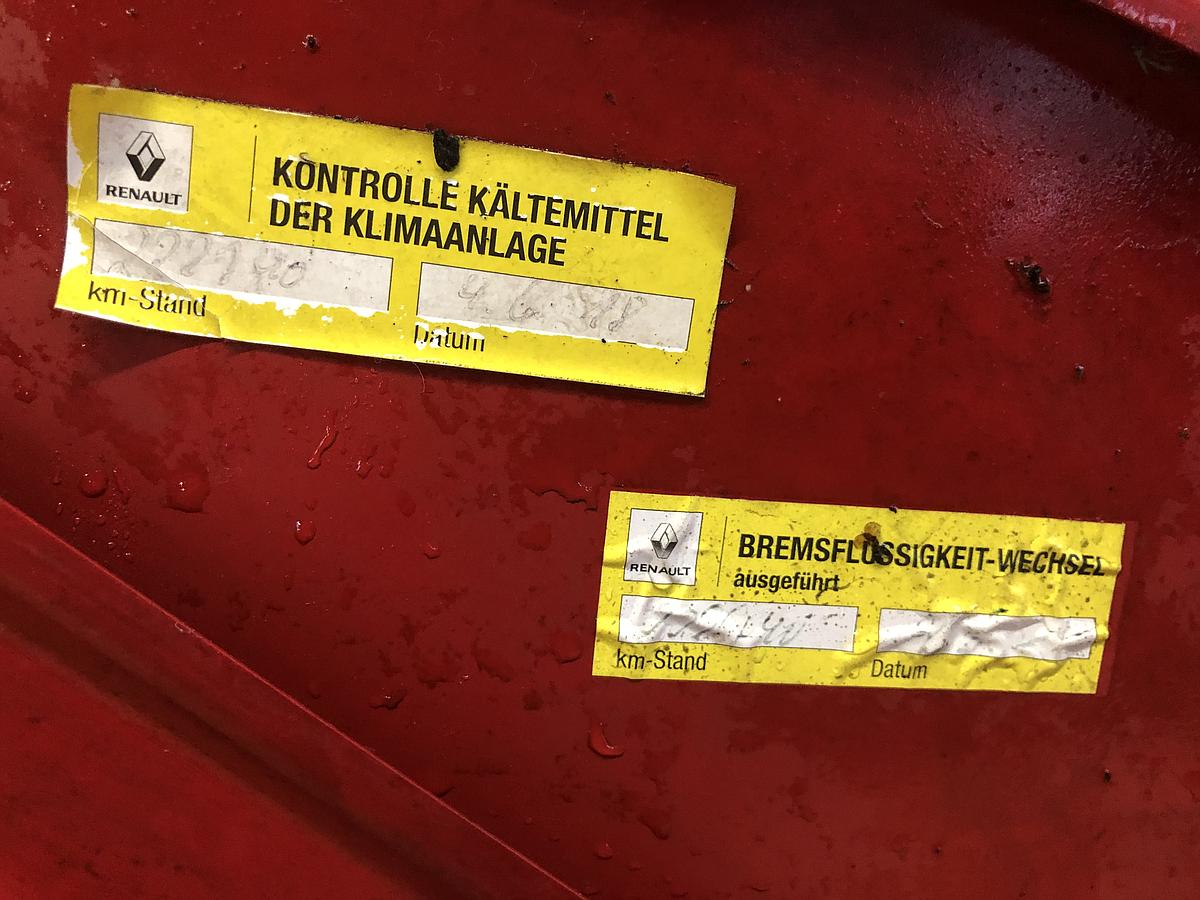 RENAULT
KONTROLLE KÄLTEMITTEL
DER KLIMAANLAGE
km-Stand
Datum
RENAULT
BREMSFLÜSSIGKEIT-WECHSEL
ausgeführt
km-Stand
Datum